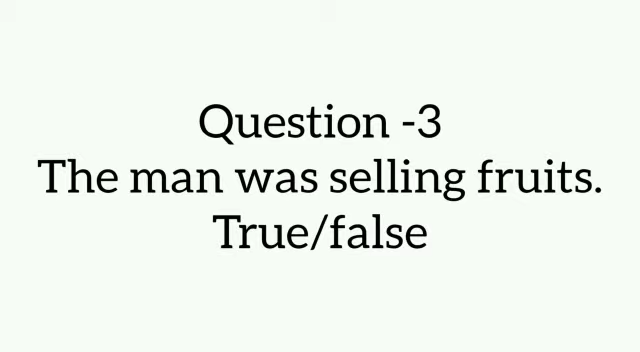 Question -3
The man was selling fruits.
True/false